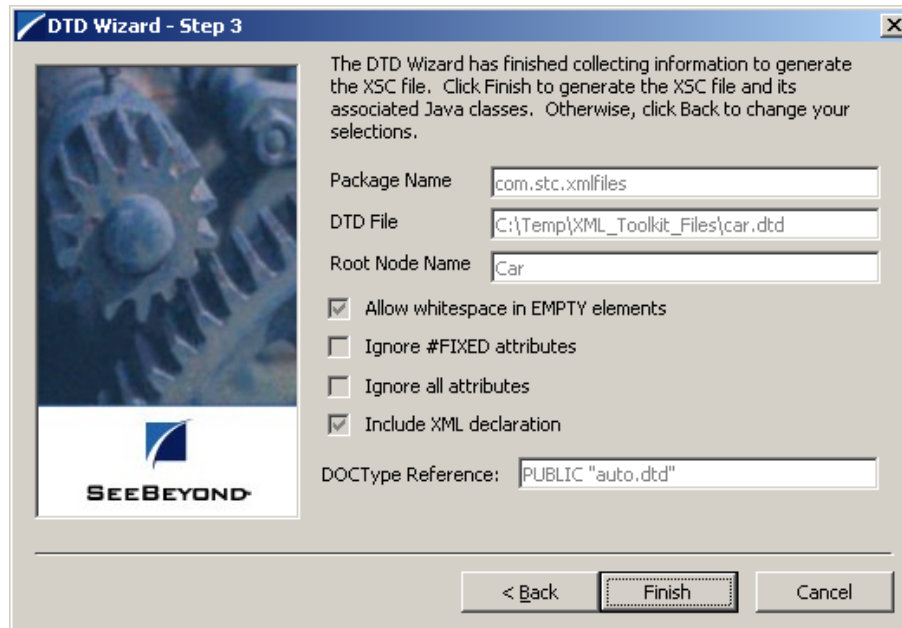 DTD Wizard - Step 3
The DTD Wizard has finished collecting information to generate
the XSC file. Click Finish to generate the XSC file and its
associated Java classes. Otherwise, click Back to change your
selections.
Package Name com.stc.xmlfiles
DTD File C:\Temp\XML_Toolkit_Files\car.dtd
Root Node Name Car
Allow whitespace in EMPTY elements
Ignore #FIXED attributes
Ignore all attributes
Include XML declaration
DOCType Reference: PUBLIC "auto.dtd"
SEEBEYOND
< Back Finish Cancel